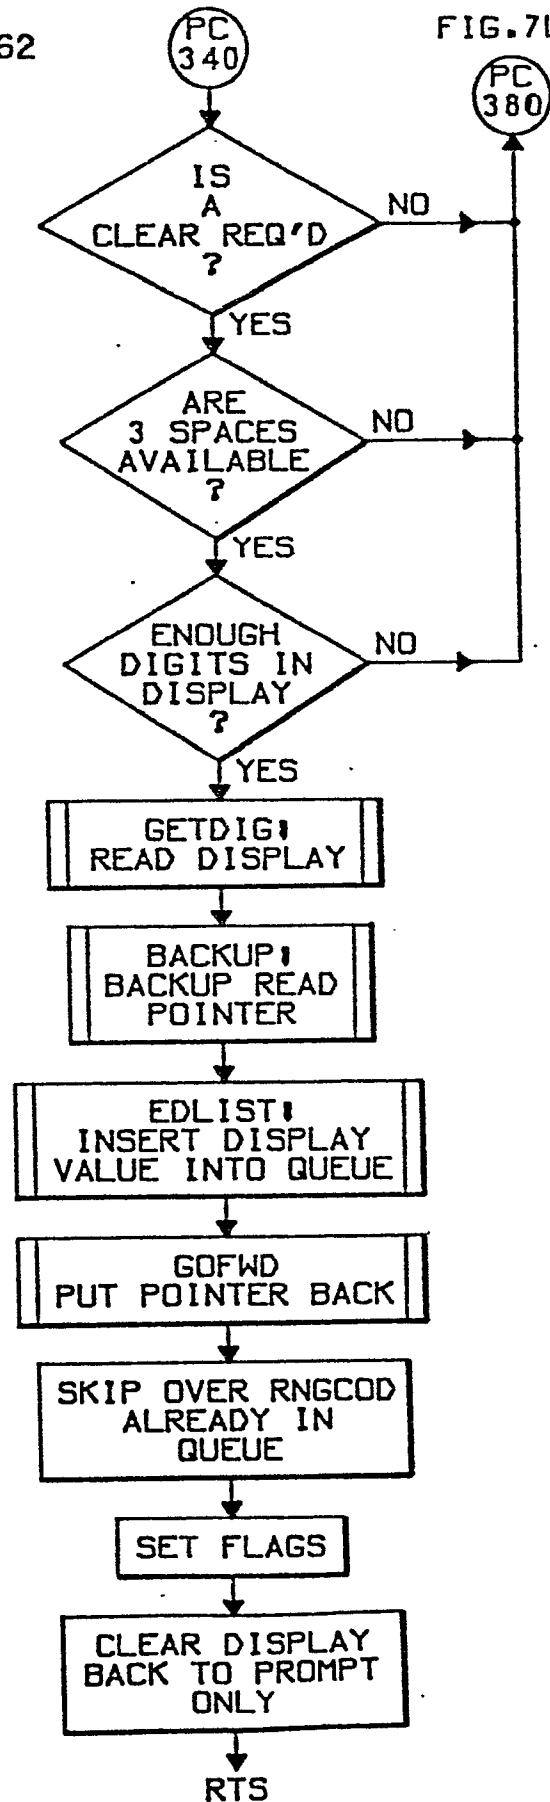 62
PC
340
FIG.7L
PC
380
IS
A
CLEAR REQ'D
?
NO
YES
ARE
3 SPACES
AVAILABLE
?
NO
YES
ENOUGH
DIGITS IN
DISPLAY
?
NO
YES
GETDIG:
READ DISPLAY
BACKUP:
BACKUP READ
POINTER
EDLIST:
INSERT DISPLAY
VALUE INTO QUEUE
GOFWD
PUT POINTER BACK
SKIP OVER RNGCOD
ALREADY IN
QUEUE
SET FLAGS
CLEAR DISPLAY
BACK TO PROMPT
ONLY
RTS